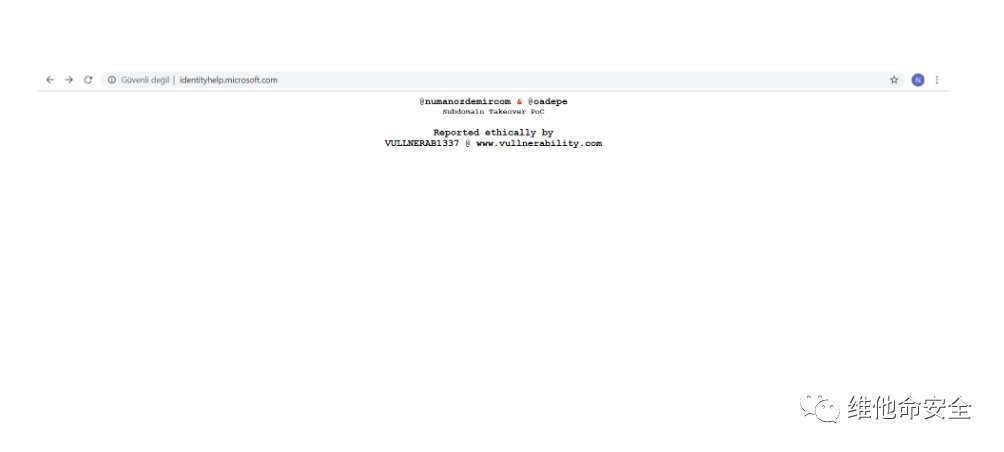 Güvenli değil | identityhelp.microsoft.com
N
@numanozdemircom & @oadepe
Subdomain Takeover PoC
Reported ethically by
VULLNERAB1337 @ www.vullnerability.com
维他命安全